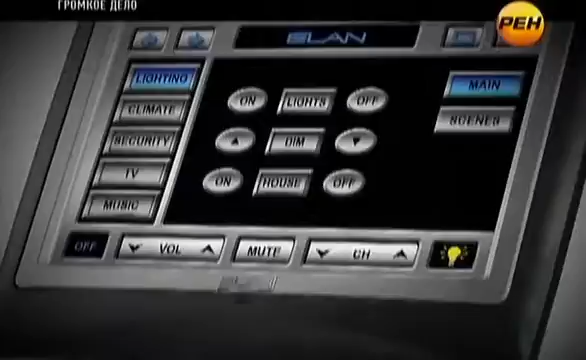 ГРОМКОЕ ДЕЛО
РЕН
ELAN
LIGHTING
MAIN
ON LIGHTS OFF
CLIMATE
SCENES
SECURITY
DIM
TV
ON HOUSE OFF
MUSIC
OFF
VOL
MUTE
CH